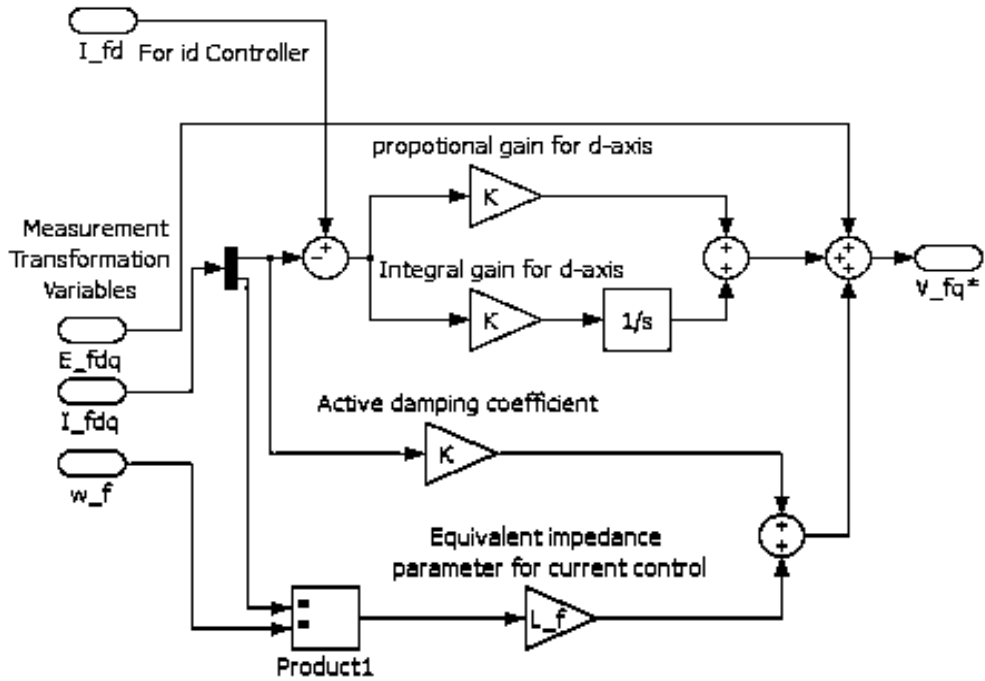 I_fd
For id Controller
propotional gain for d-axis
K
Measurement
Transformation
Variables
+
−
+
+
+
+
+
V_fq*
Integral gain for d-axis
K
1/s
E_fdq
I_fdq
Active damping coefficient
K
w_f
+
+
Equivalent impedance
parameter for current control
L_f
Product1